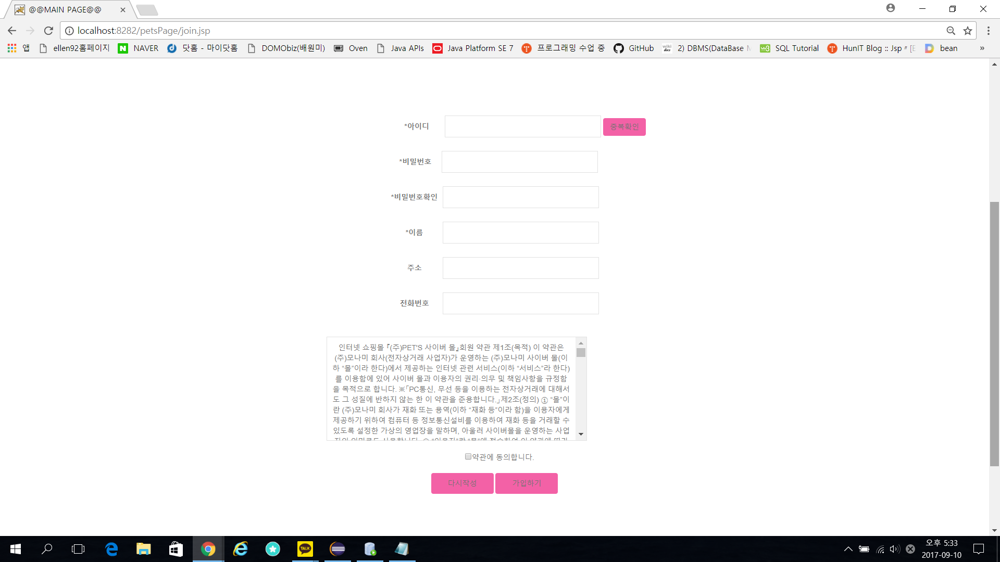 @@MAIN PAGE@@
localhost:8282/petsPage/join.jsp
앱 ellen92홈페이지 NAVER 닷홈 - 마이닷홈 DOMObiz(배원미) Oven Java APIs Java Platform SE 7 프로그래밍 수업 중 GitHub 2) DBMS(DataBase SQL Tutorial HunIT Blog :: Jsp〃[ bean »
*아이디 중복확인
*비밀번호
*비밀번호확인
*이름
주소
전화번호
인터넷 쇼핑몰 『(주)PET'S 사이버 몰』회원 약관 제1조(목적) 이 약관은
(주)모나미 회사(전자상거래 사업자)가 운영하는 (주)모나미 사이버 몰(이
하 “몰”이라 한다)에서 제공하는 인터넷 관련 서비스(이하 “서비스”라 한다)
를 이용함에 있어 사이버 몰과 이용자의 권리·의무 및 책임사항을 규정함
을 목적으로 합니다. ※「PC통신, 무선 등을 이용하는 전자상거래에 대해서
도 그 성질에 반하지 않는 한 이 약관을 준용합니다.」제2조(정의) ① “몰”이
란 (주)모나미 회사가 재화 또는 용역(이하 “재화 등”이라 함)을 이용자에게
제공하기 위하여 컴퓨터 등 정보통신설비를 이용하여 재화 등을 거래할 수
있도록 설정한 가상의 영업장을 말하며, 아울러 사이버몰을 운영하는 사업
약관에 동의합니다.
다시작성 가입하기
TALK
오후 5:33
2017-09-10